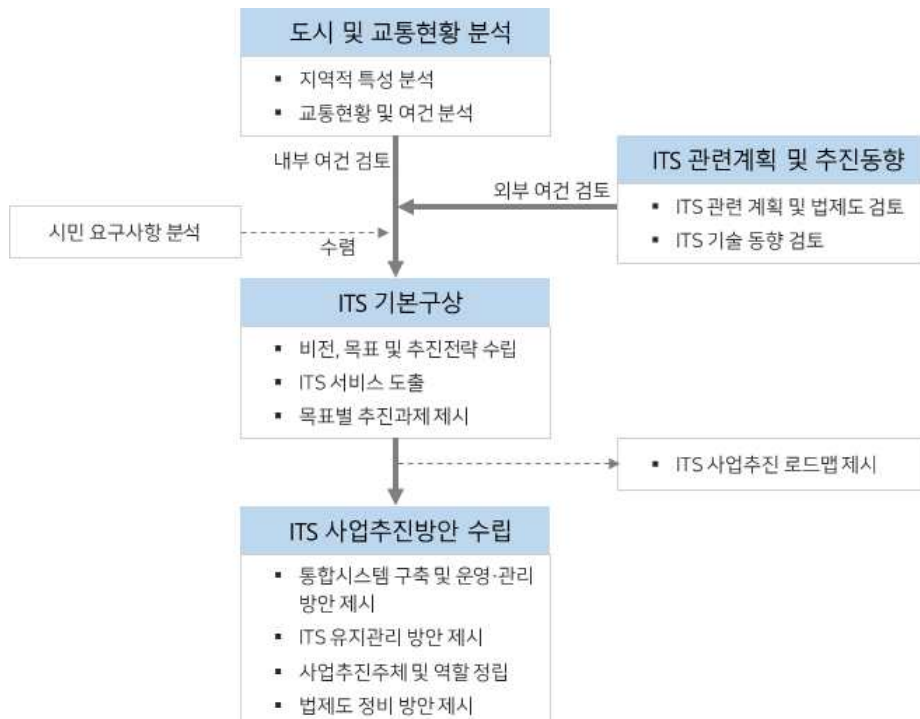 도시 및 교통현황 분석
▪ 지역적 특성 분석
▪ 교통현황 및 여건 분석
내부 여건 검토
ITS 관련계획 및 추진동향
▪ ITS 관련 계획 및 법제도 검토
▪ ITS 기술 동향 검토
외부 여건 검토
시민 요구사항 분석
수렴
ITS 기본구상
▪ 비전, 목표 및 추진전략 수립
▪ ITS 서비스 도출
▪ 목표별 추진과제 제시
▪ ITS 사업추진 로드맵 제시
ITS 사업추진방안 수립
▪ 통합시스템 구축 및 운영·관리
방안 제시
▪ ITS 유지관리 방안 제시
▪ 사업추진주체 및 역할 정립
▪ 법제도 정비 방안 제시